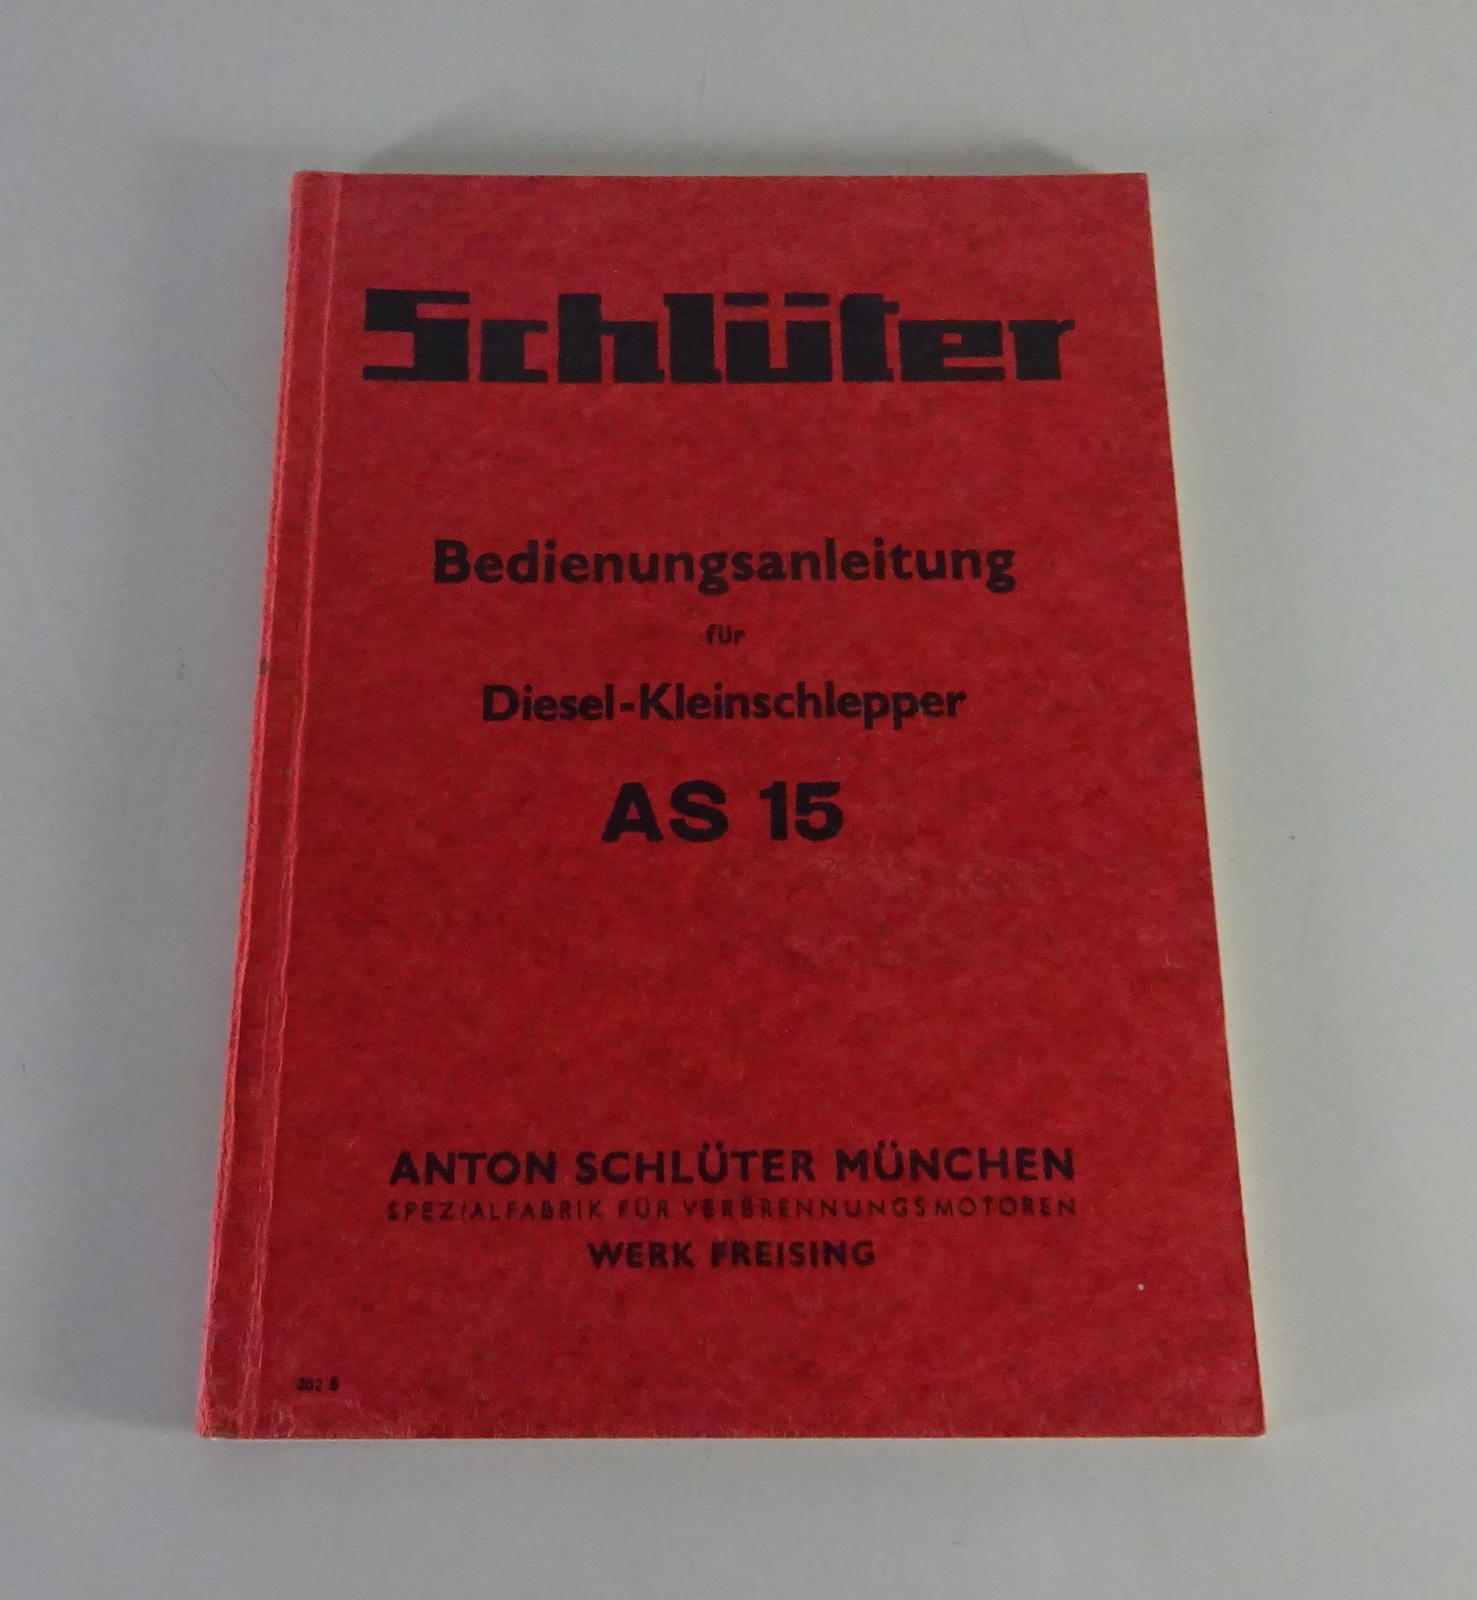 Schlüter
Bedienungsanleitung
für
Diesel-Kleinschlepper
AS 15
ANTON SCHLÜTER MÜNCHEN
SPEZIALFABRIK FÜR VERBRENNUNGSMOTOREN
WERK FREISING